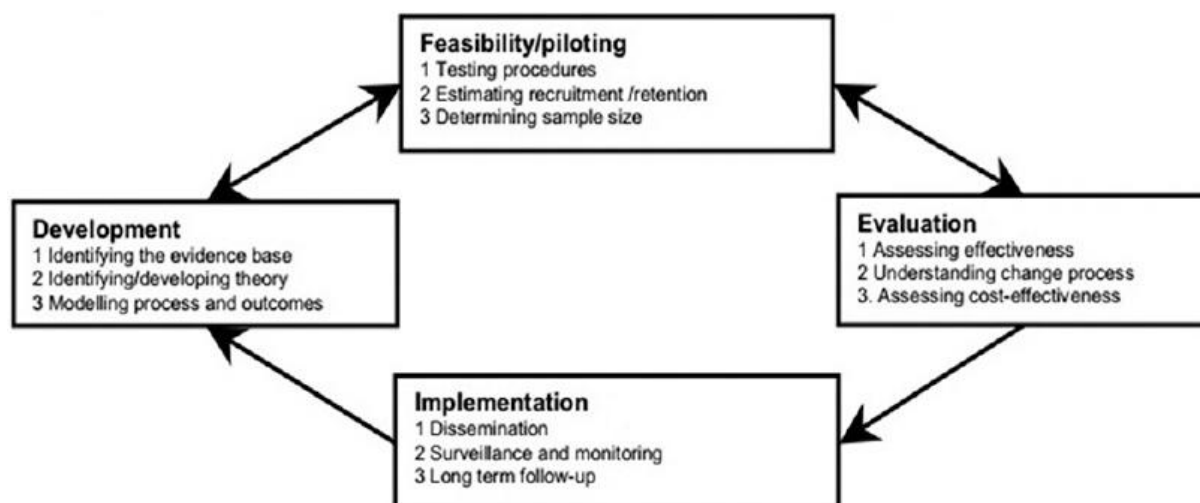 Feasibility/piloting
1 Testing procedures
2 Estimating recruitment /retention
3 Determining sample size
Development
1 Identifying the evidence base
2 Identifying/developing theory
3 Modelling process and outcomes
Evaluation
1 Assessing effectiveness
2 Understanding change process
3. Assessing cost-effectiveness
Implementation
1 Dissemination
2 Surveillance and monitoring
3 Long term follow-up